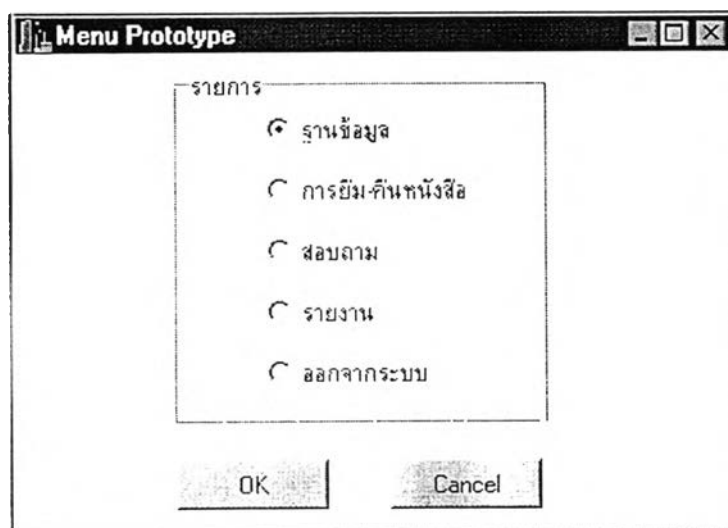 Menu Prototype
รายการ
ฐานข้อมูล
การยืม-คืนหนังสือ
สอบถาม
รายงาน
ออกจากระบบ
OK
Cancel